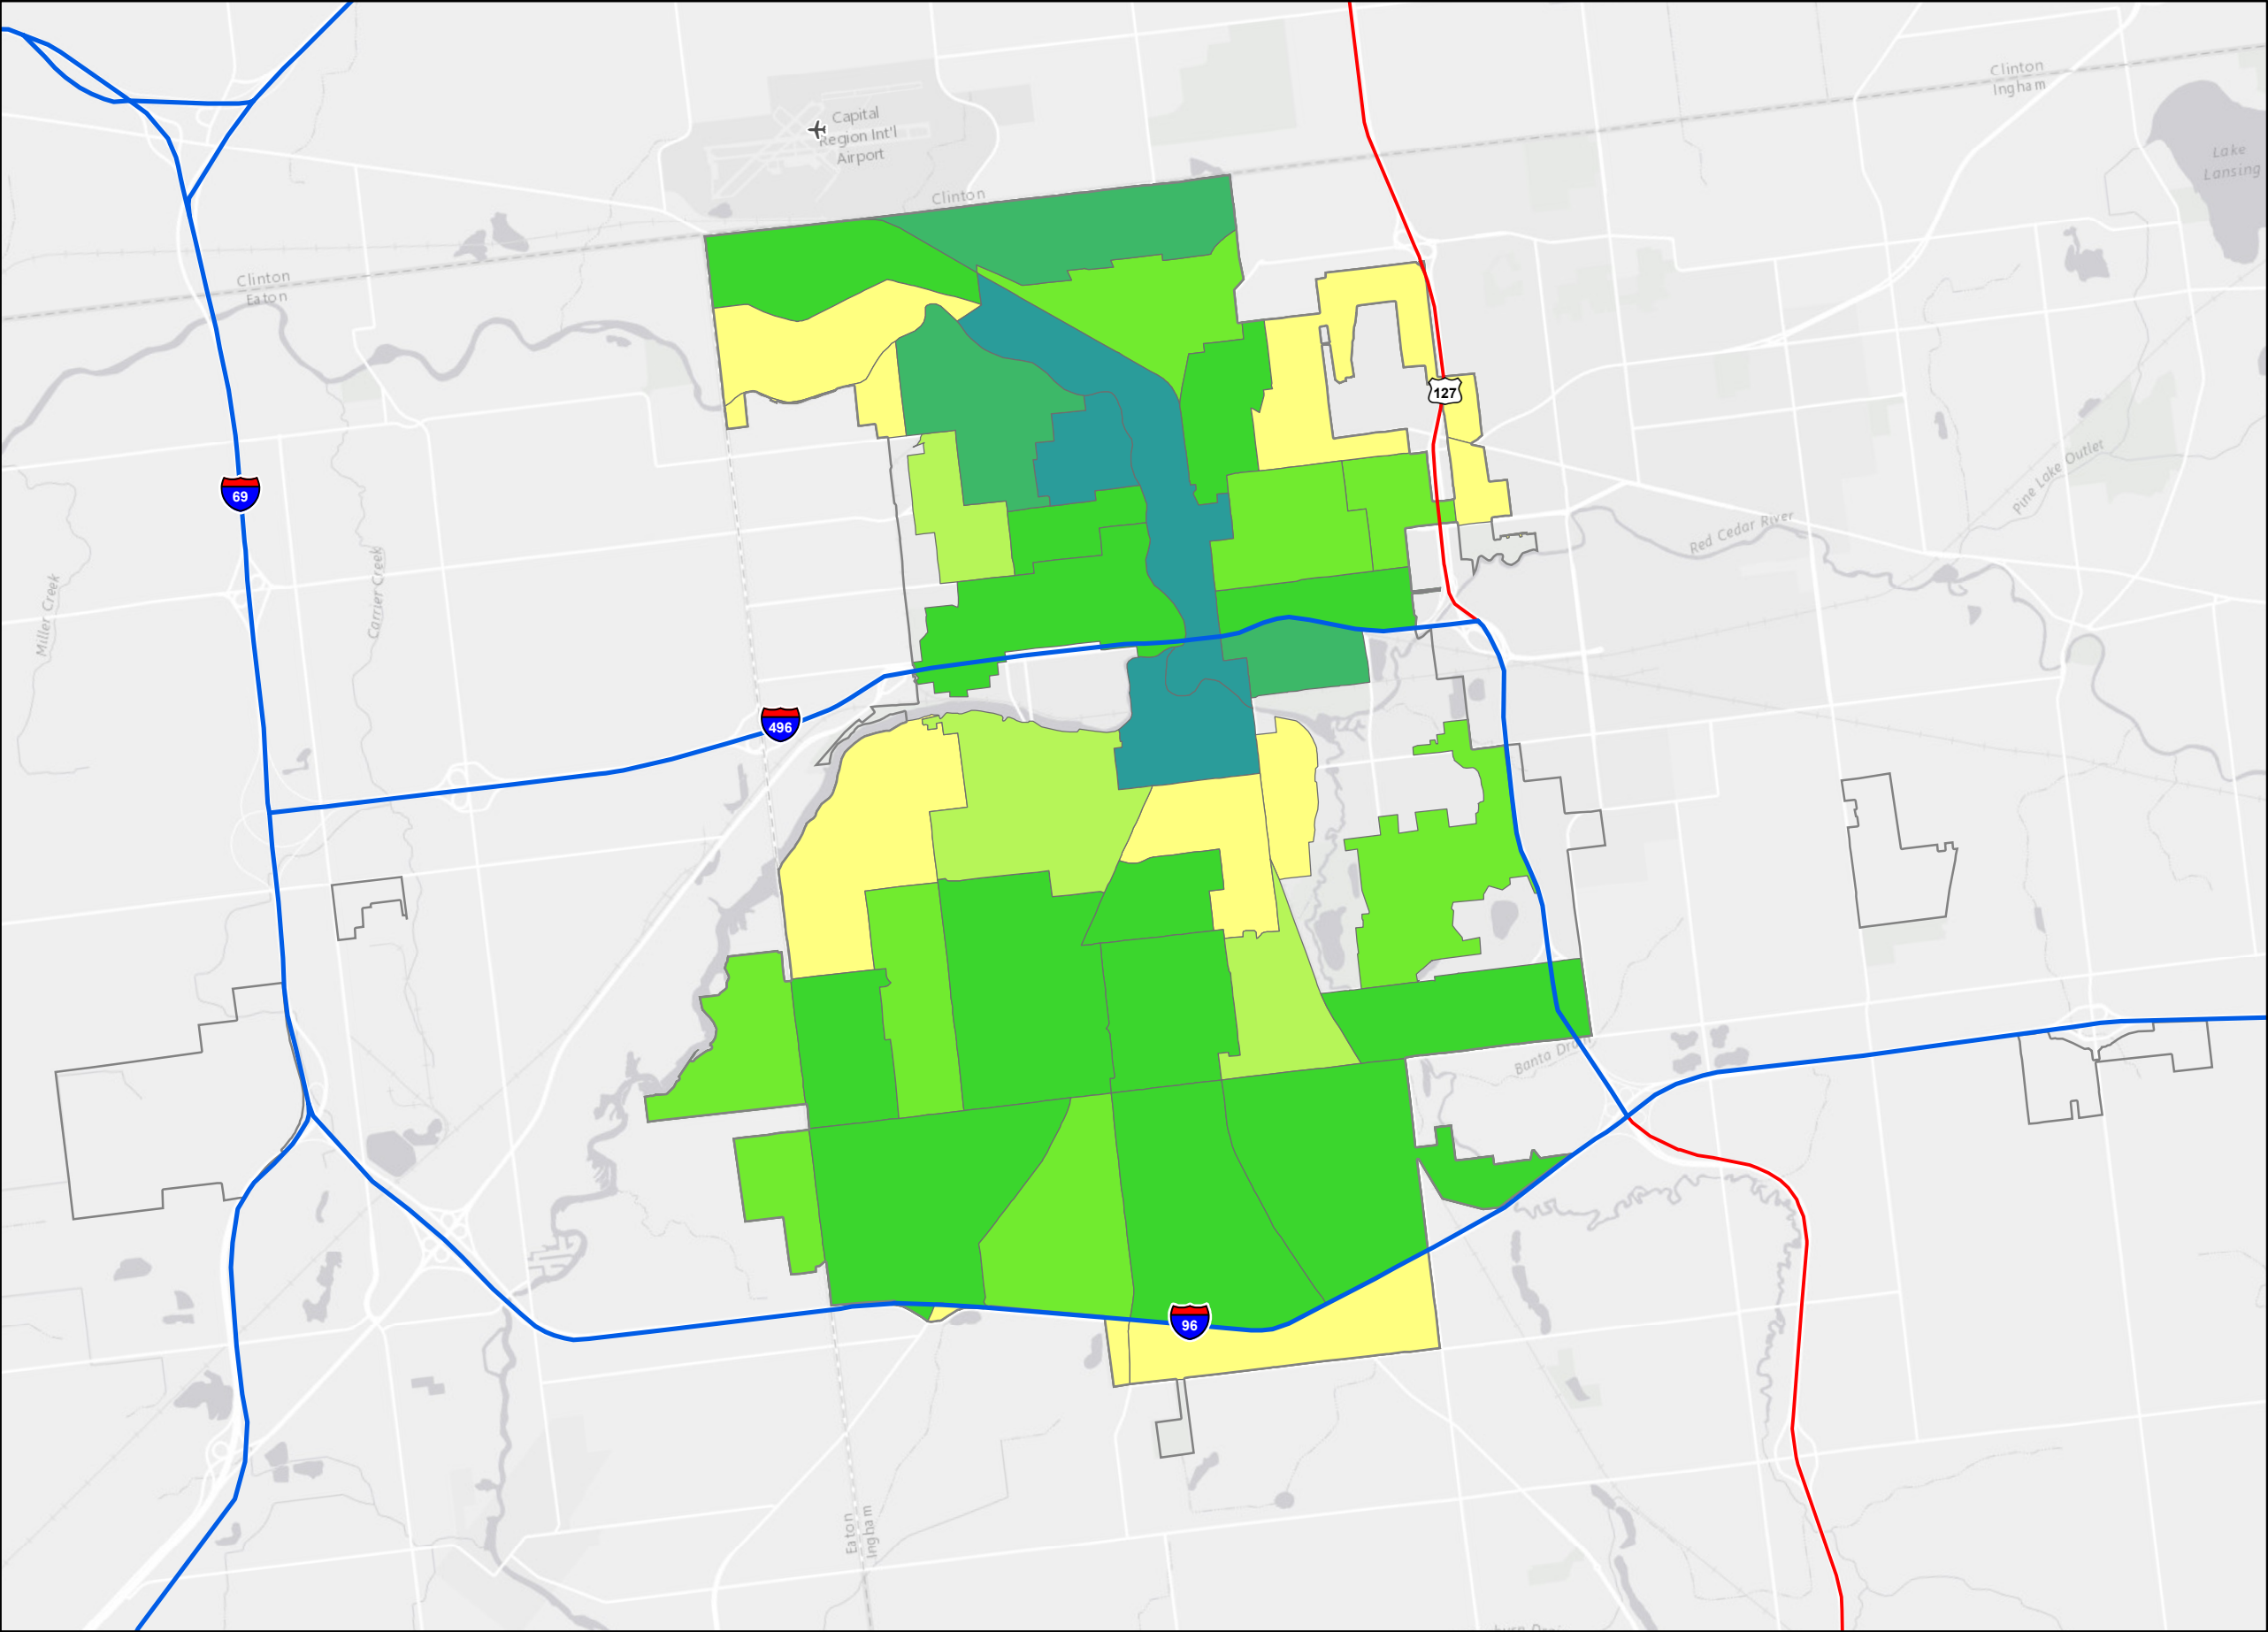 Clinton
Ingham
Capital
Region Int'l
Airport
Lake
Lansing
Clinton
Clinton
Eaton
127
Pine Lake Outlet
69
Red Cedar River
Miller Creek
Carrier Creek
496
Banta Drain
96
Eaton
Ingham